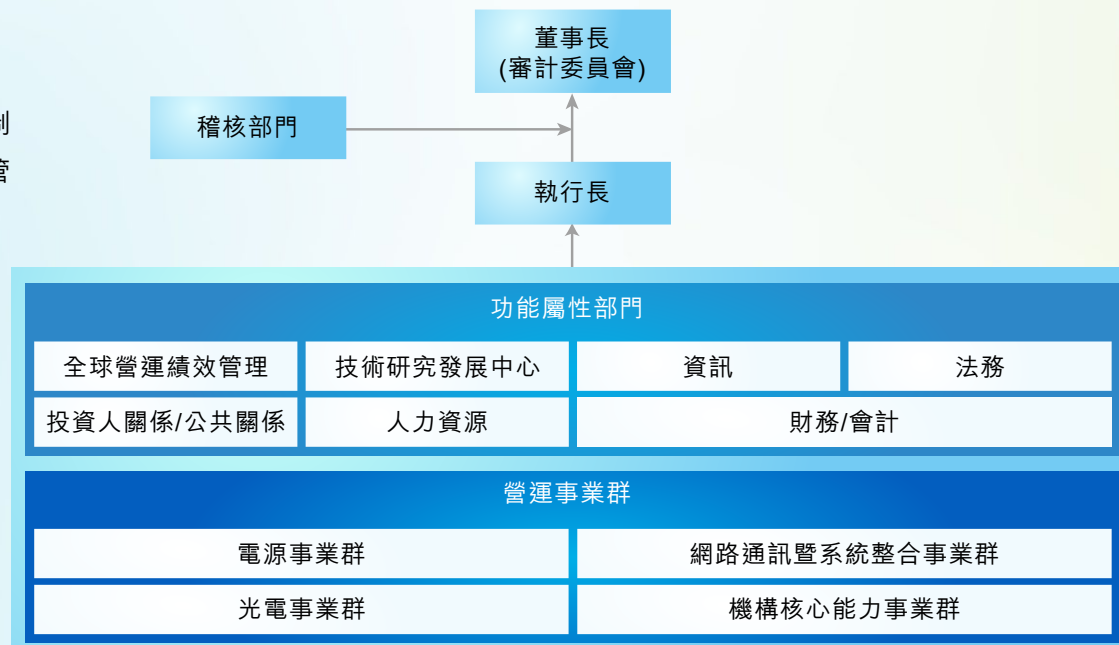 董事長
(審計委員會)
制
稽核部門
管
執行長
功能屬性部門
全球營運績效管理
技術研究發展中心
資訊
法務
投資人關係/公共關係
人力資源
財務/會計
營運事業群
電源事業群
網路通訊暨系統整合事業群
光電事業群
機構核心能力事業群